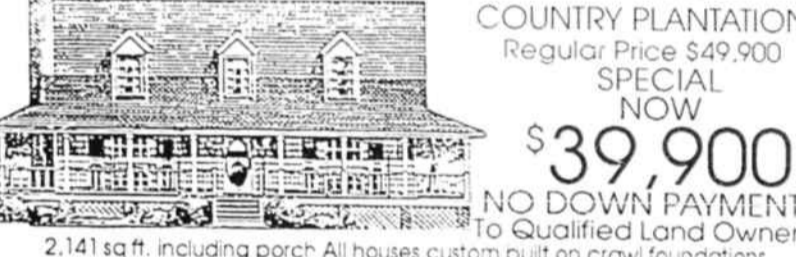 COUNTRY PLANTATION
Regular Price $49,900
SPECIAL
NOW
$39,900
NO DOWN PAYMENT
To Qualified Land Owner
2,141 sq ft. including porch All houses custom built on crawl foundations